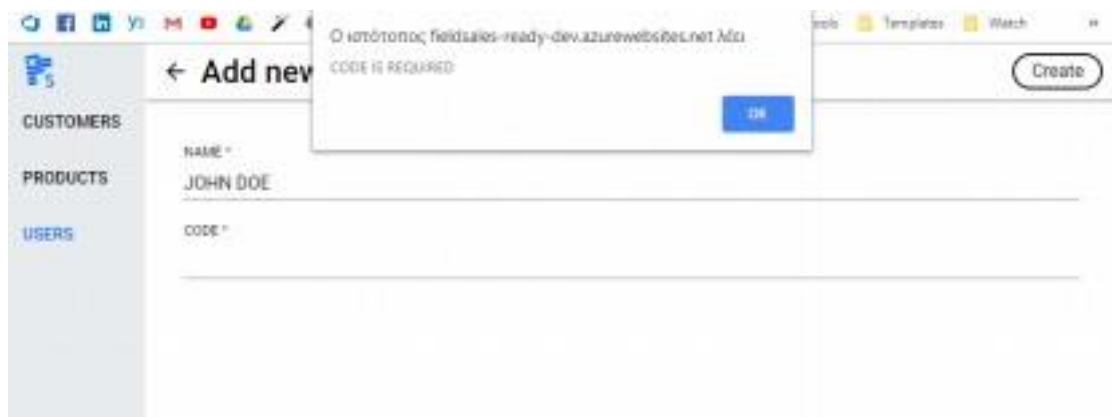 Templates
Watch
Ο ιστότοπος fieldsales-ready-dev.azurewebsites.net λέει
CODE IS REQUIRED
OK
← Add new
Create
CUSTOMERS
PRODUCTS
USERS
NAME *
JOHN DOE
CODE *